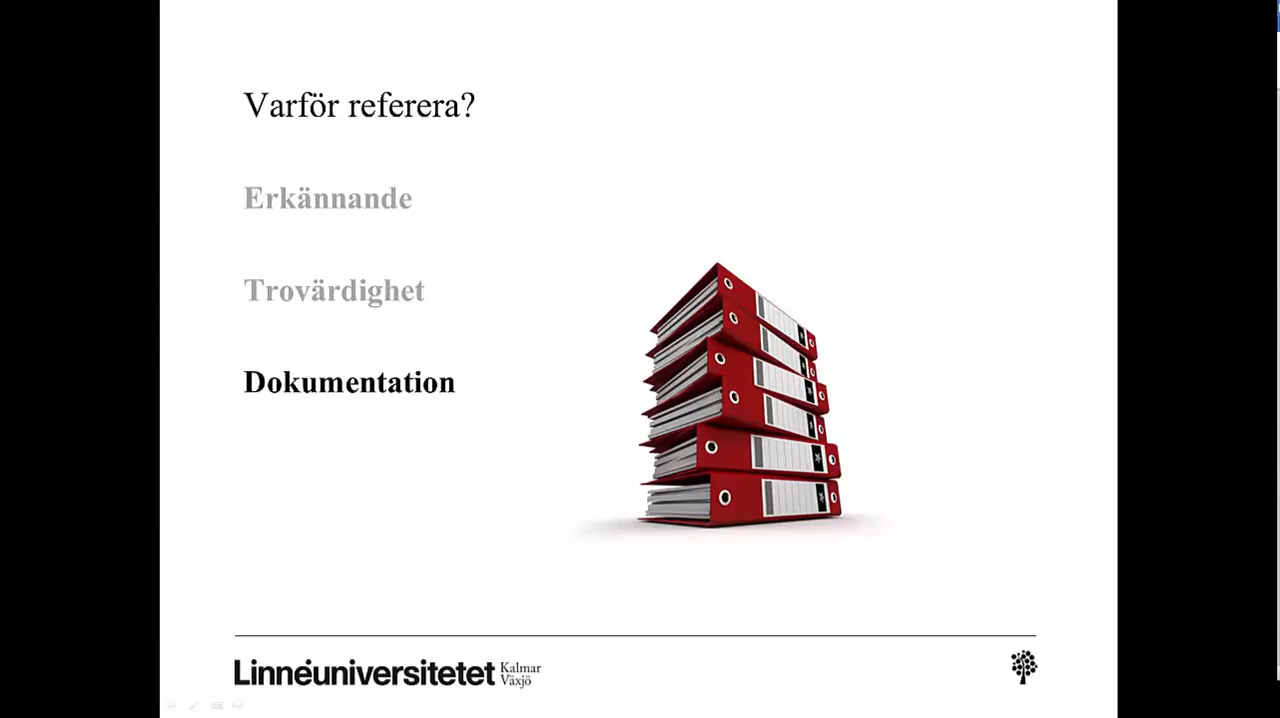 Varför referera?
Erkännande
Trovärdighet
Dokumentation
Linnéuniversitetet
Kalmar
Växjö